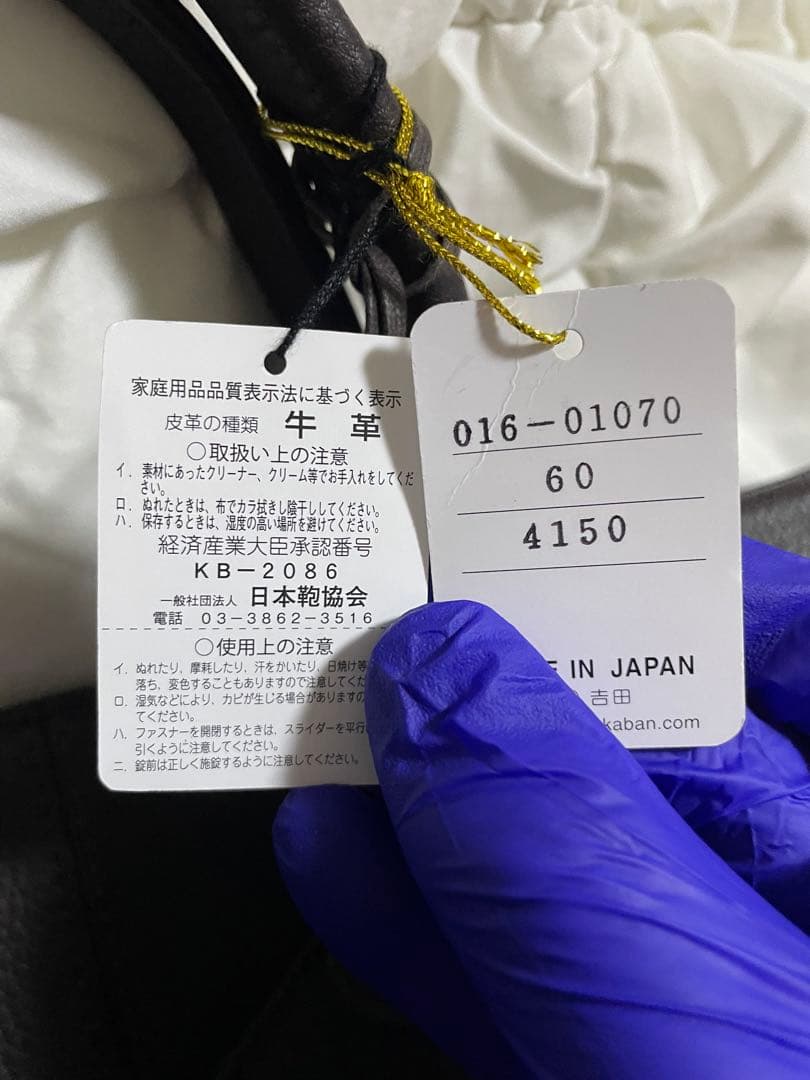 家庭用品品質表示法に基づく表示
皮革の種類 牛 革
○取扱い上の注意
イ. 素材にあったクリーナー、クリーム等でお手入れをしてくだ
さい。
ロ. ぬれたときは、布でカラ拭きし陰干ししてください。
ハ. 保存するときは、湿度の高い場所を避けてください。
経済産業大臣承認番号
KB-2086
一般社団法人 日本鞄協会
電話 03-3862-3516
○使用上の注意
イ. ぬれたり、摩耗したり、汗をかいたり、日焼け等
落ち、変色することもありますので注意してくだ
ロ. 湿気などにより、カビが生じる場合がありますの
てください。
ハ. ファスナーを開閉するときは、スライダーを平行
引くように注意してください。
ニ. 錠前は正しく施錠するように注意してください。
016-01070
60
4150
E IN JAPAN
吉田
kaban.com